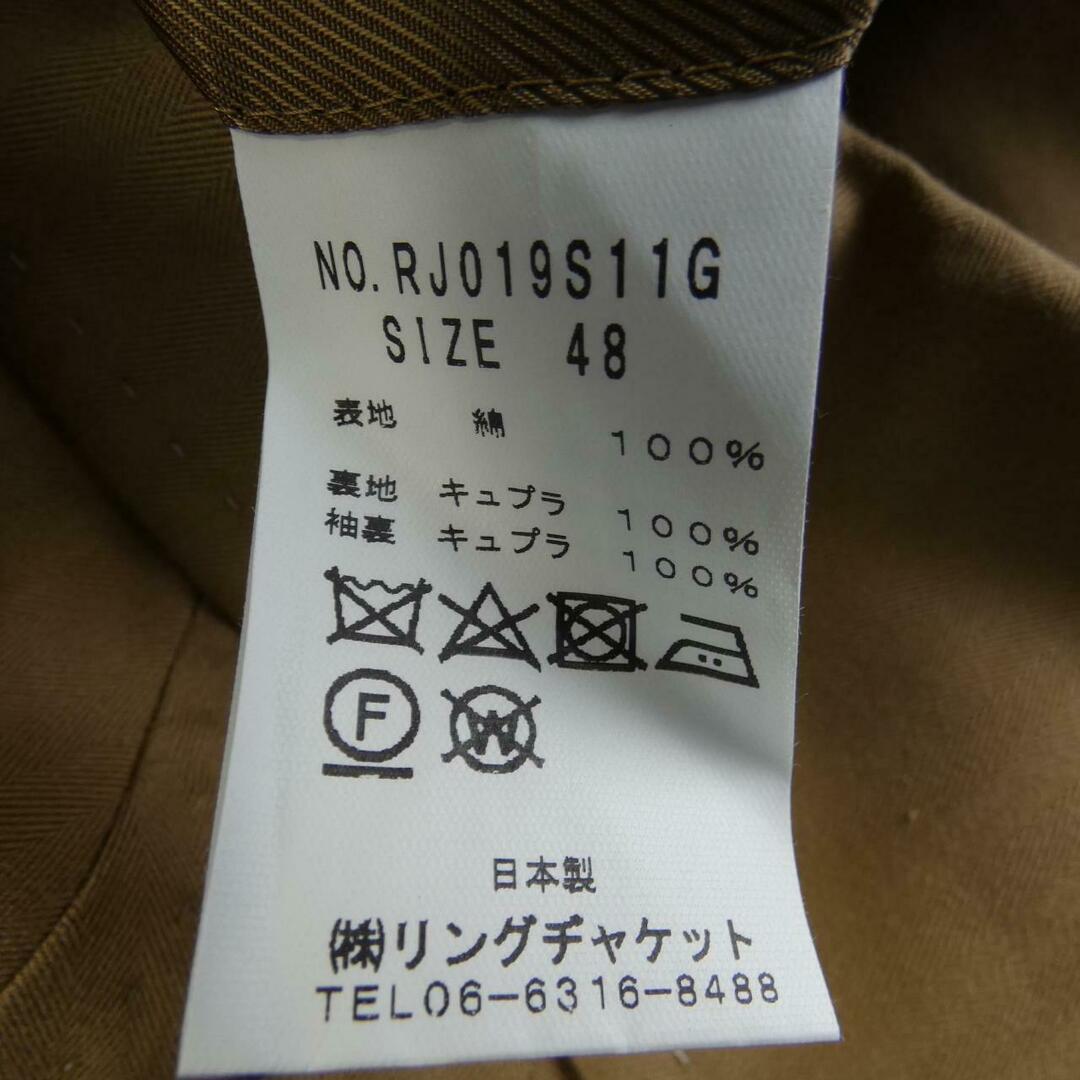 NO.RJ019S11G
SIZE 48
表地 綿 100%
裏地 キュプラ 100%
袖裏 キュプラ 100%
F W
日本製
㈱リングヂャケット
TEL06-6316-8488